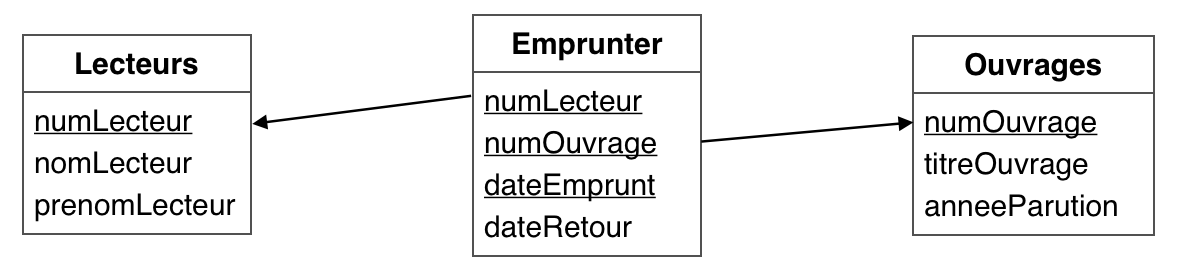 Lecteurs
numLecteur
nomLecteur
prenomLecteur
Emprunter
numLecteur
numOuvrage
dateEmprunt
dateRetour
Ouvrages
numOuvrage
titreOuvrage
anneeParution